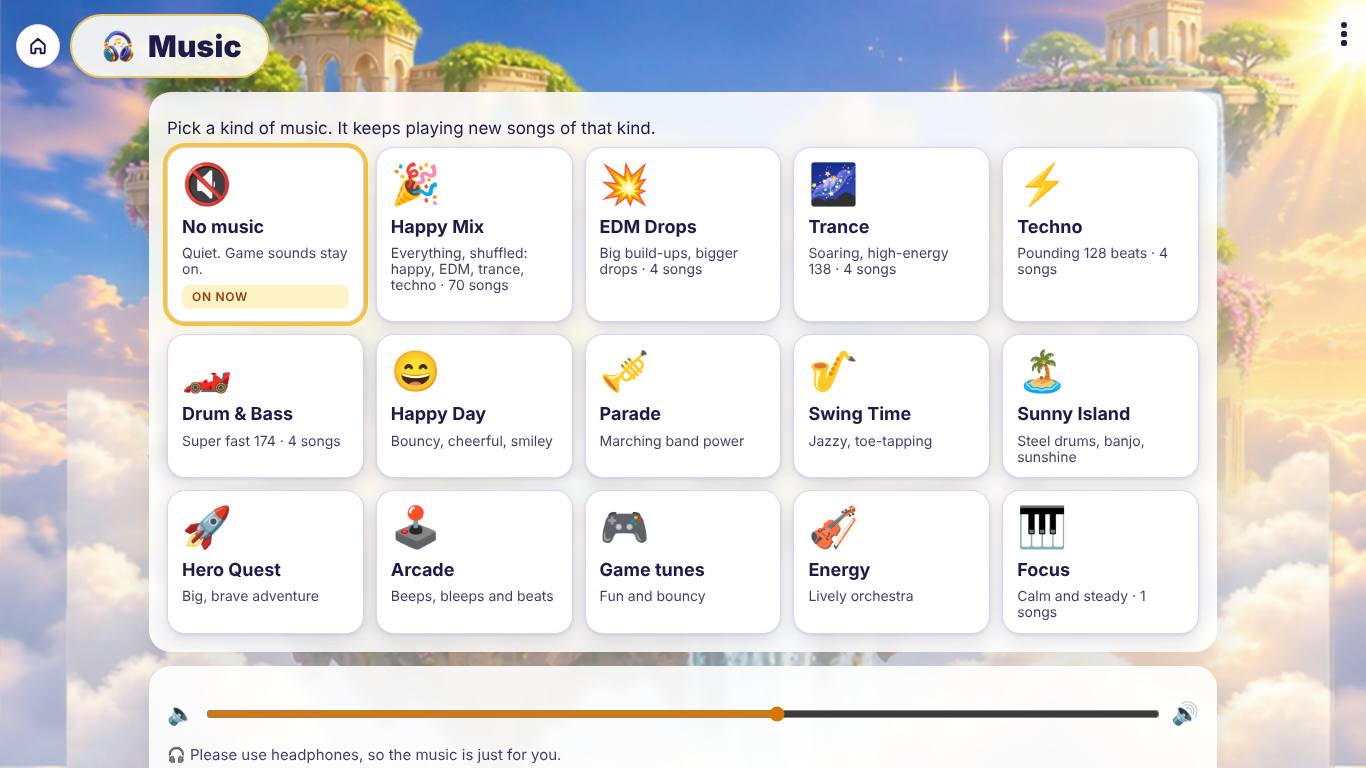 Music
Pick a kind of music. It keeps playing new songs of that kind.
No music
Quiet. Game sounds stay
on.
ON NOW
Happy Mix
Everything, shuffled:
happy, EDM, trance,
techno · 70 songs
EDM Drops
Big build-ups, bigger
drops · 4 songs
Trance
Soaring, high-energy
138 · 4 songs
Techno
Pounding 128 beats · 4
songs
Drum & Bass
Super fast 174 · 4 songs
Happy Day
Bouncy, cheerful, smiley
Parade
Marching band power
Swing Time
Jazzy, toe-tapping
Sunny Island
Steel drums, banjo,
sunshine
Hero Quest
Big, brave adventure
Arcade
Beeps, bleeps and beats
Game tunes
Fun and bouncy
Energy
Lively orchestra
Focus
Calm and steady · 1
songs
Please use headphones, so the music is just for you.